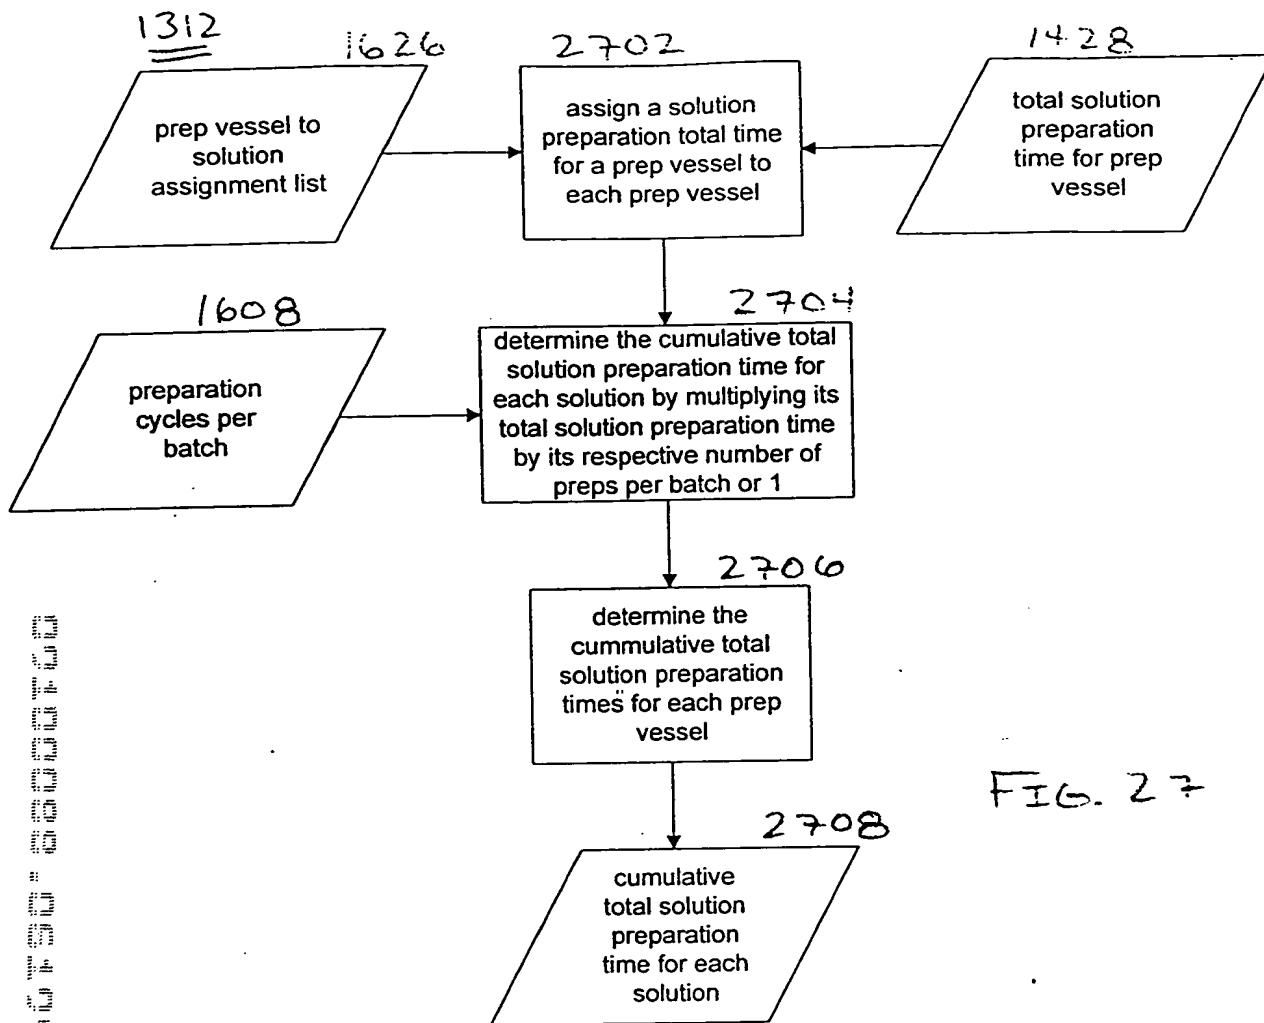 1312
1626
2702
1428
prep vessel to
solution
assignment list
assign a solution
preparation total time
for a prep vessel to
each prep vessel
total solution
preparation
time for prep
vessel
1608
2704
preparation
cycles per
batch
determine the cumulative total
solution preparation time for
each solution by multiplying its
total solution preparation time
by its respective number of
preps per batch or 1
2706
determine the
cummulative total
solution preparation
times for each prep
vessel
FIG. 27
2708
cumulative
total solution
preparation
time for each
solution